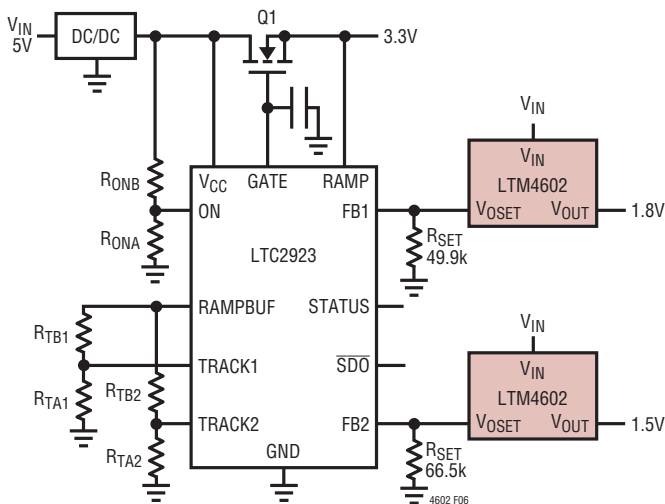 Q1
VIN
5V
DC/DC
3.3V
VIN
RONB
VCC
GATE
RAMP
VIN
LTM4602
ON
FB1
VOSET
VOUT
1.8V
RONA
LTC2923
RSET
49.9k
RAMPBUF
STATUS
RTB1
VIN
TRACK1
SDO
VIN
LTM4602
RTA1
RTB2
TRACK2
FB2
VOSET
VOUT
1.5V
GND
RTA2
RSET
66.5k
4602 F06